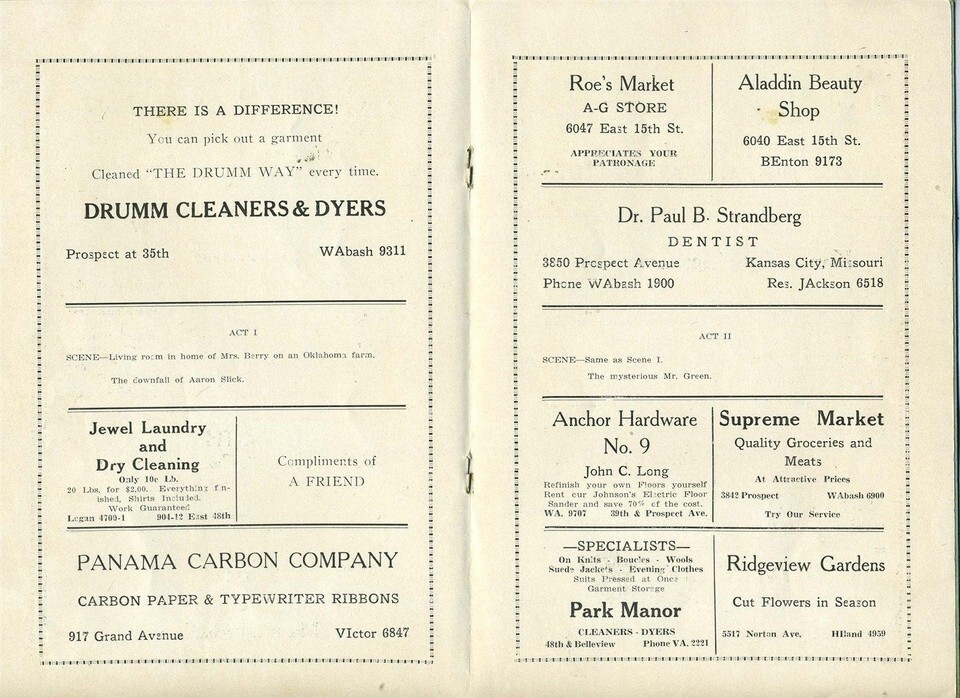 THERE IS A DIFFERENCE!
You can pick out a garment
Cleaned "THE DRUMM WAY" every time.
DRUMM CLEANERS & DYERS
Prospect at 35th WAbash 9311
ACT I
SCENE—Living room in home of Mrs. Berry on an Oklahoma farm.
The downfall of Aaron Slick.
Jewel Laundry
and
Dry Cleaning
Only 10c Lb.
20 Lbs. for $2.00. Everything fin-
ished, Shirts Included.
Work Guaranteed
Logan 4709-1 904-12 East 48th
Compliments of
A FRIEND
PANAMA CARBON COMPANY
CARBON PAPER & TYPEWRITER RIBBONS
917 Grand Avenue VIctor 6847
Roe's Market
A-G STORE
6047 East 15th St.
APPRECIATES YOUR
PATRONAGE
Aladdin Beauty
Shop
6040 East 15th St.
BEnton 9173
Dr. Paul B. Strandberg
DENTIST
3850 Prospect Avenue Kansas City, Missouri
Phone WAbash 1900 Res. JAckson 6518
ACT II
SCENE—Same as Scene I.
The mysterious Mr. Green.
Anchor Hardware
No. 9
John C. Long
Refinish your own Floors yourself
Rent our Johnson's Electric Floor
Sander and save 70% of the cost.
WA. 9707 39th & Prospect Ave.
Supreme Market
Quality Groceries and
Meats
At Attractive Prices
3842 Prospect WAbash 6900
Try Our Service
—SPECIALISTS—
On Knits - Boucles - Wools
Suede Jackets - Evening Clothes
Suits Pressed at Once
Garment Storage
Park Manor
CLEANERS - DYERS
48th & Belleview Phone VA. 2221
Ridgeview Gardens
Cut Flowers in Season
5517 Norton Ave. HIland 4959